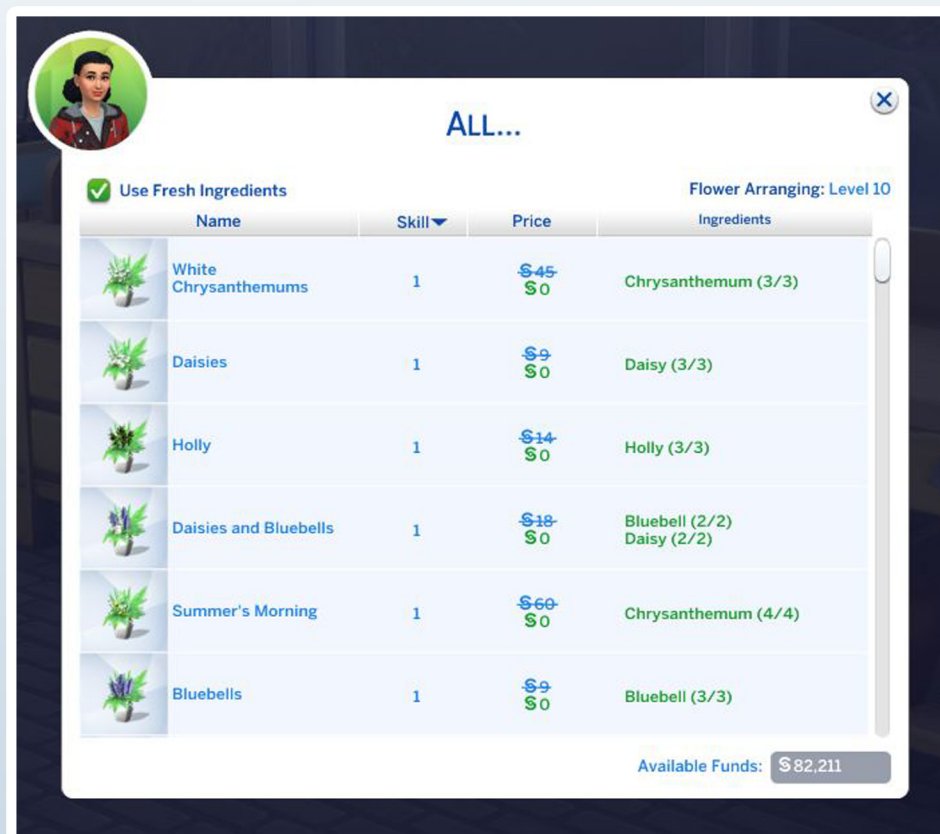 ALL...
Use Fresh Ingredients
Flower Arranging: Level 10
Name Skill Price Ingredients
White
Chrysanthemums
1
§45
§0
Chrysanthemum (3/3)
Daisies
1
§9
§0
Daisy (3/3)
Holly
1
§14
§0
Holly (3/3)
Daisies and Bluebells
1
§18
§0
Bluebell (2/2)
Daisy (2/2)
Summer's Morning
1
§60
§0
Chrysanthemum (4/4)
Bluebells
1
§9
§0
Bluebell (3/3)
Available Funds: §82,211